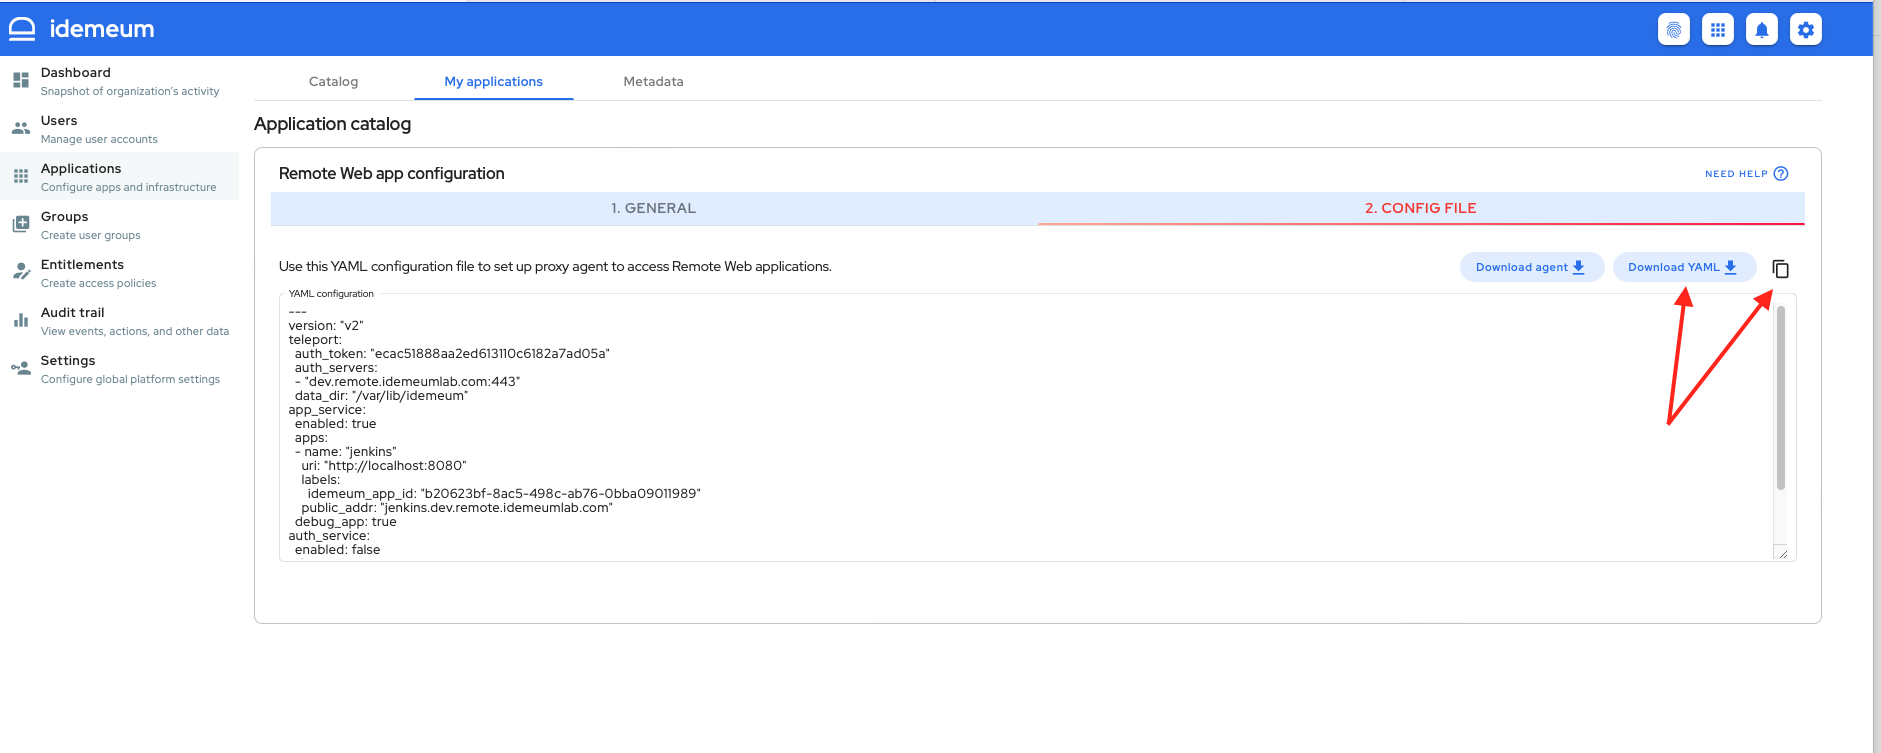 idemeum
Dashboard
Snapshot of organization's activity
Users
Manage user accounts
Applications
Configure apps and infrastructure
Groups
Create user groups
Entitlements
Create access policies
Audit trail
View events, actions, and other data
Settings
Configure global platform settings
Catalog
My applications
Metadata
Application catalog
Remote Web app configuration
NEED HELP
1. GENERAL
2. CONFIG FILE
Use this YAML configuration file to set up proxy agent to access Remote Web applications.
Download agent
Download YAML
YAML configuration
---
version: "v2"
teleport:
  auth_token: "ecac51888aa2ed613110c6182a7ad05a"
  auth_servers:
  - "dev.remote.idemeumlab.com:443"
  data_dir: "/var/lib/idemeum"
app_service:
  enabled: true
  apps:
  - name: "jenkins"
    uri: "http://localhost:8080"
    labels:
      idemeum_app_id: "b20623bf-8ac5-498c-ab76-0bba09011989"
    public_addr: "jenkins.dev.remote.idemeumlab.com"
  debug_app: true
auth_service:
  enabled: false